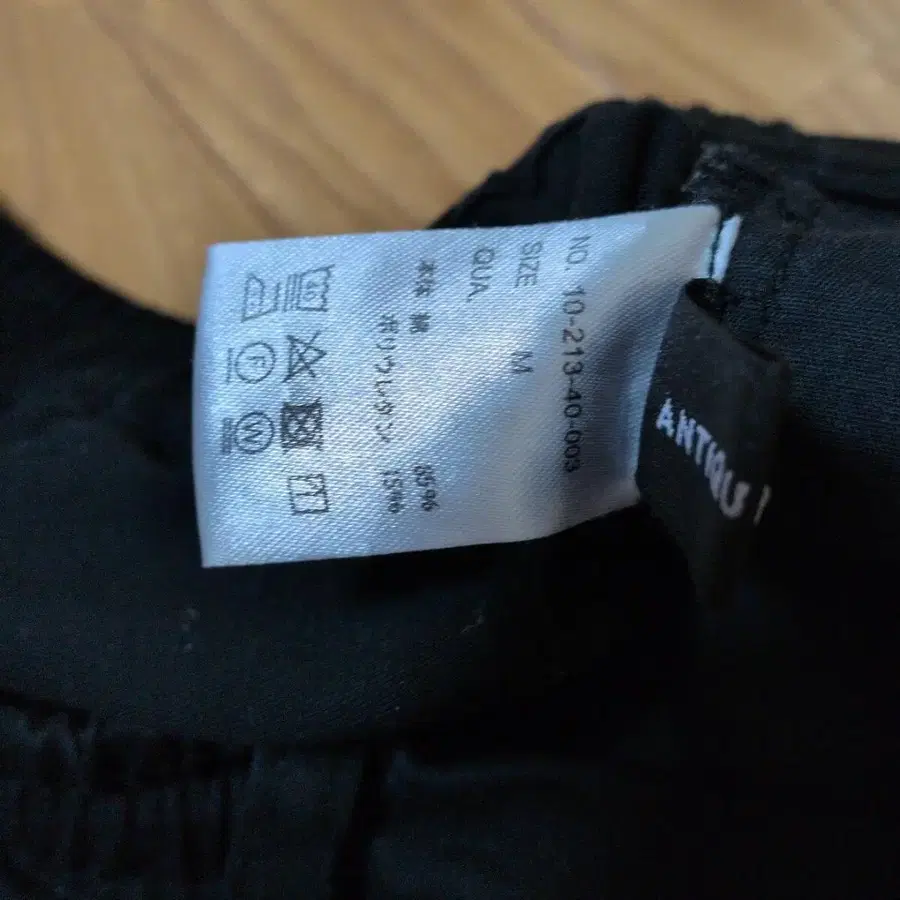 NO. 10-213-40-003
SIZE M
QUA.
本体 綿 85%
ポリウレタン 15%
F
W
ANTIQU